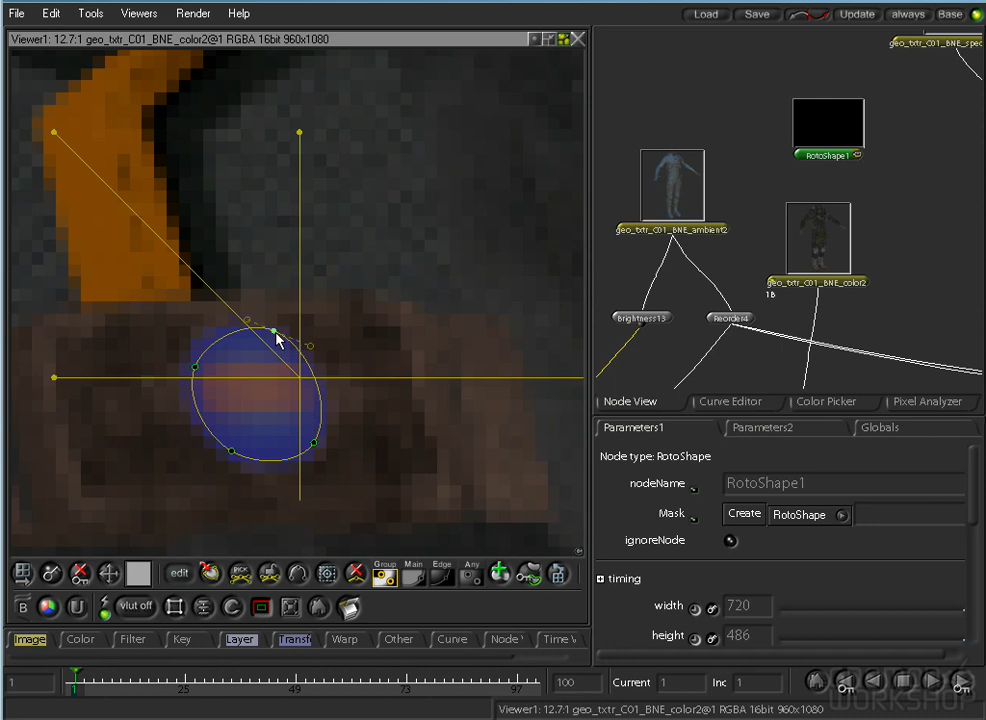 File Edit Tools Viewers Render Help
Load Save Update always Base
Viewer1: 12.7:1 geo_txtr_C01_BNE_color2@1 RGBA 16bit 960x1080
geo_txtr_C01_BNE_spec
RotoShape1
geo_txtr_C01_BNE_ambient2
geo_txtr_C01_BNE_color2
1B
Brightness13
Reorder4
Node View Curve Editor Color Picker Pixel Analyzer
Parameters1 Parameters2 Globals
Node type: RotoShape
nodeName RotoShape1
Mask Create RotoShape
ignoreNode
timing
width 720
height 486
edit Group Main Edge Any
B U vlut off
Image Color Filter Key Layer Transf Warp Other Curve Node Time V
1 1 25 49 73 97 100 Current 1 Inc 1
WORKSHOP
Viewer1: 12.7:1 geo_txtr_C01_BNE_color2@1 RGBA 16bit 960x1080